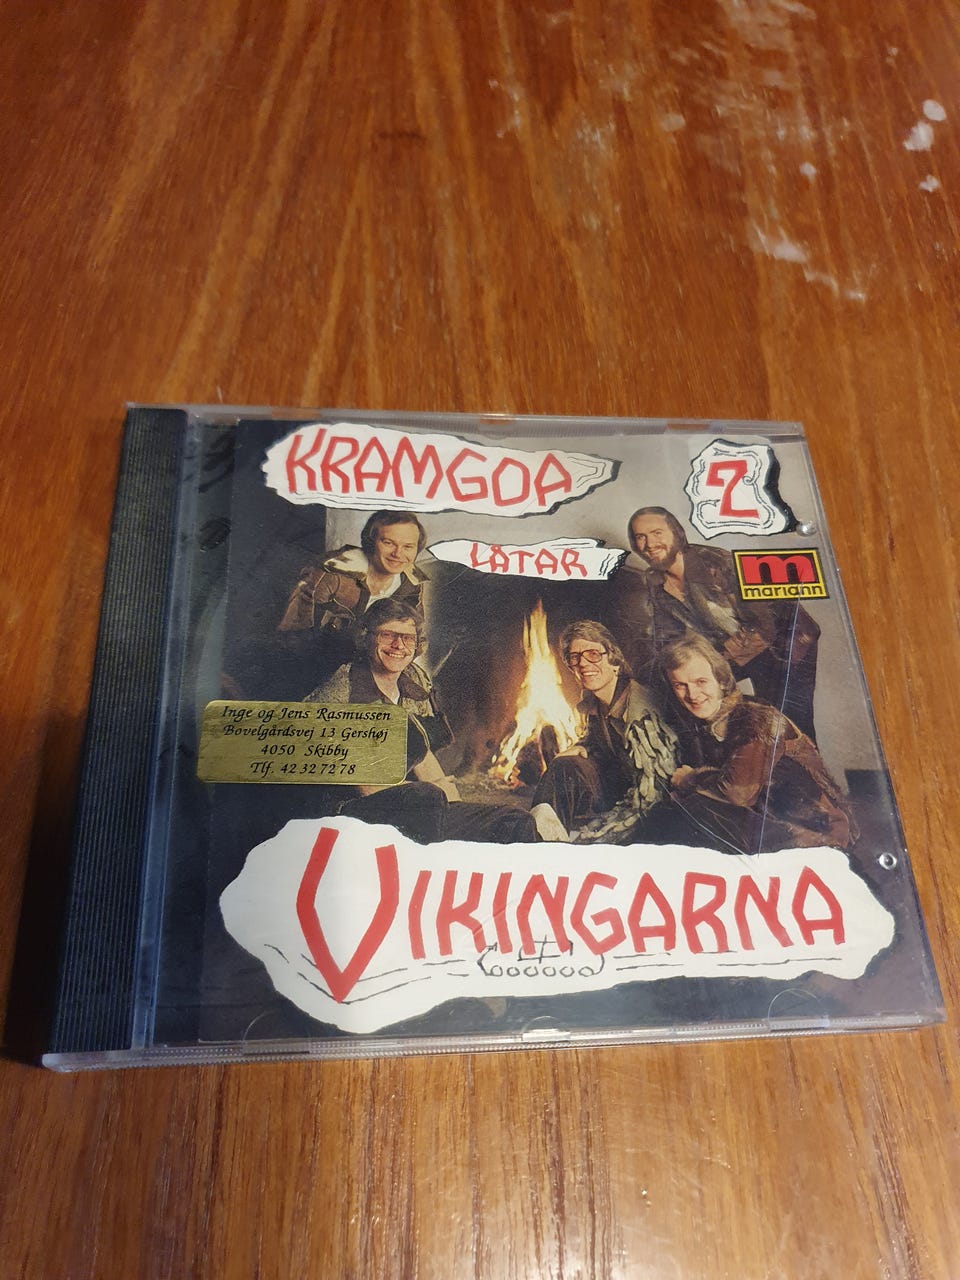 KRAMGOA
2
LÅTAR
m
mariann
Inge og Jens Rasmussen
Bovelgårdsvej 13 Gershøj
4050 Skibby
Tlf. 42 32 72 78
VIKINGARNA